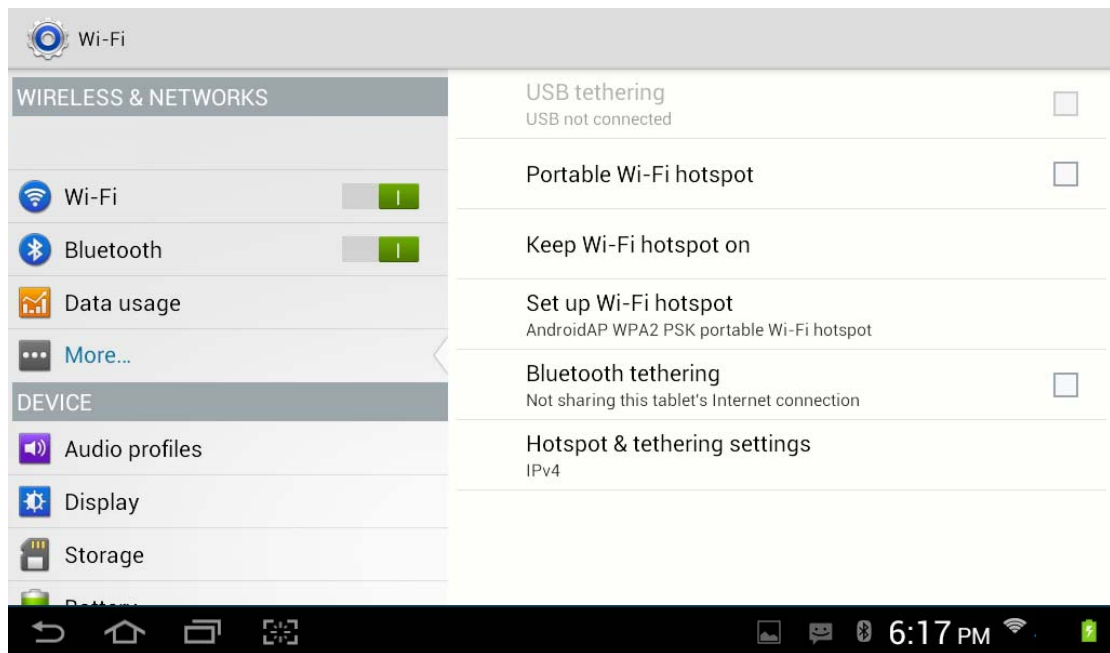 Wi-Fi
WIRELESS & NETWORKS
Wi-Fi
Bluetooth
Data usage
More...
DEVICE
Audio profiles
Display
Storage
USB tethering
USB not connected
Portable Wi-Fi hotspot
Keep Wi-Fi hotspot on
Set up Wi-Fi hotspot
AndroidAP WPA2 PSK portable Wi-Fi hotspot
Bluetooth tethering
Not sharing this tablet's Internet connection
Hotspot & tethering settings
IPv4
6:17 PM